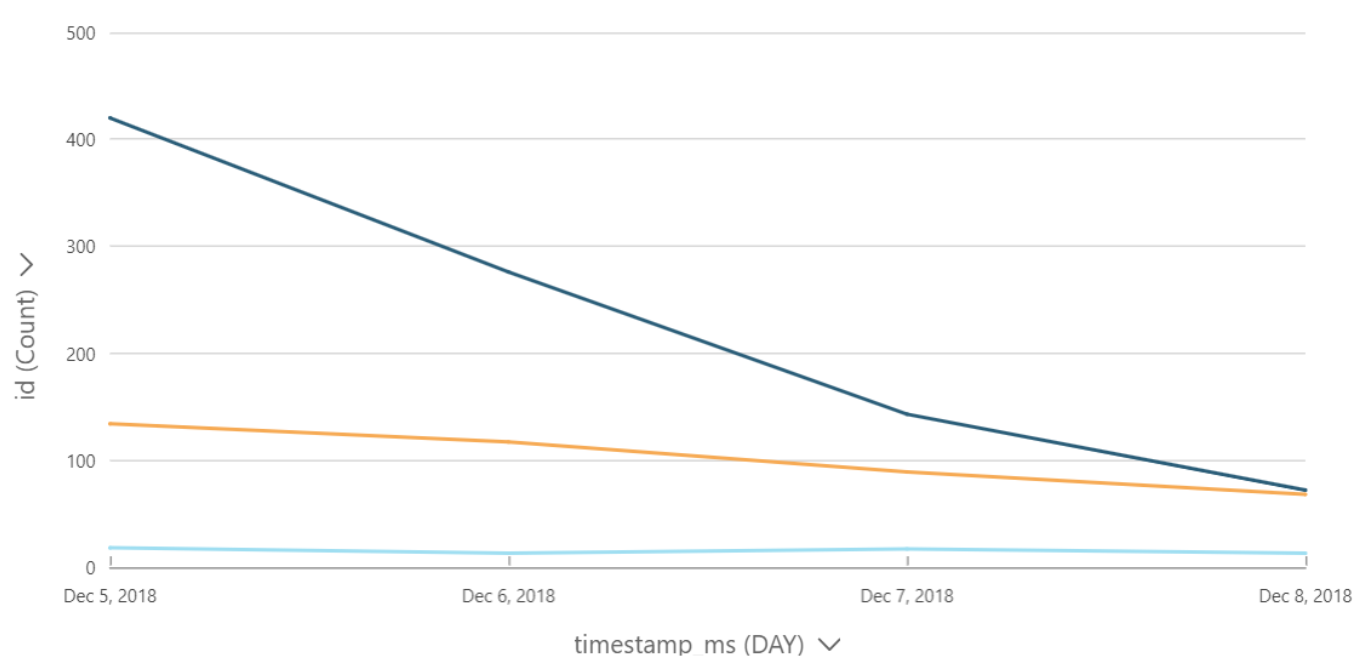 500
400
300
200
100
0
id (Count)
Dec 5, 2018
Dec 6, 2018
Dec 7, 2018
Dec 8, 2018
timestamp_ms (DAY)